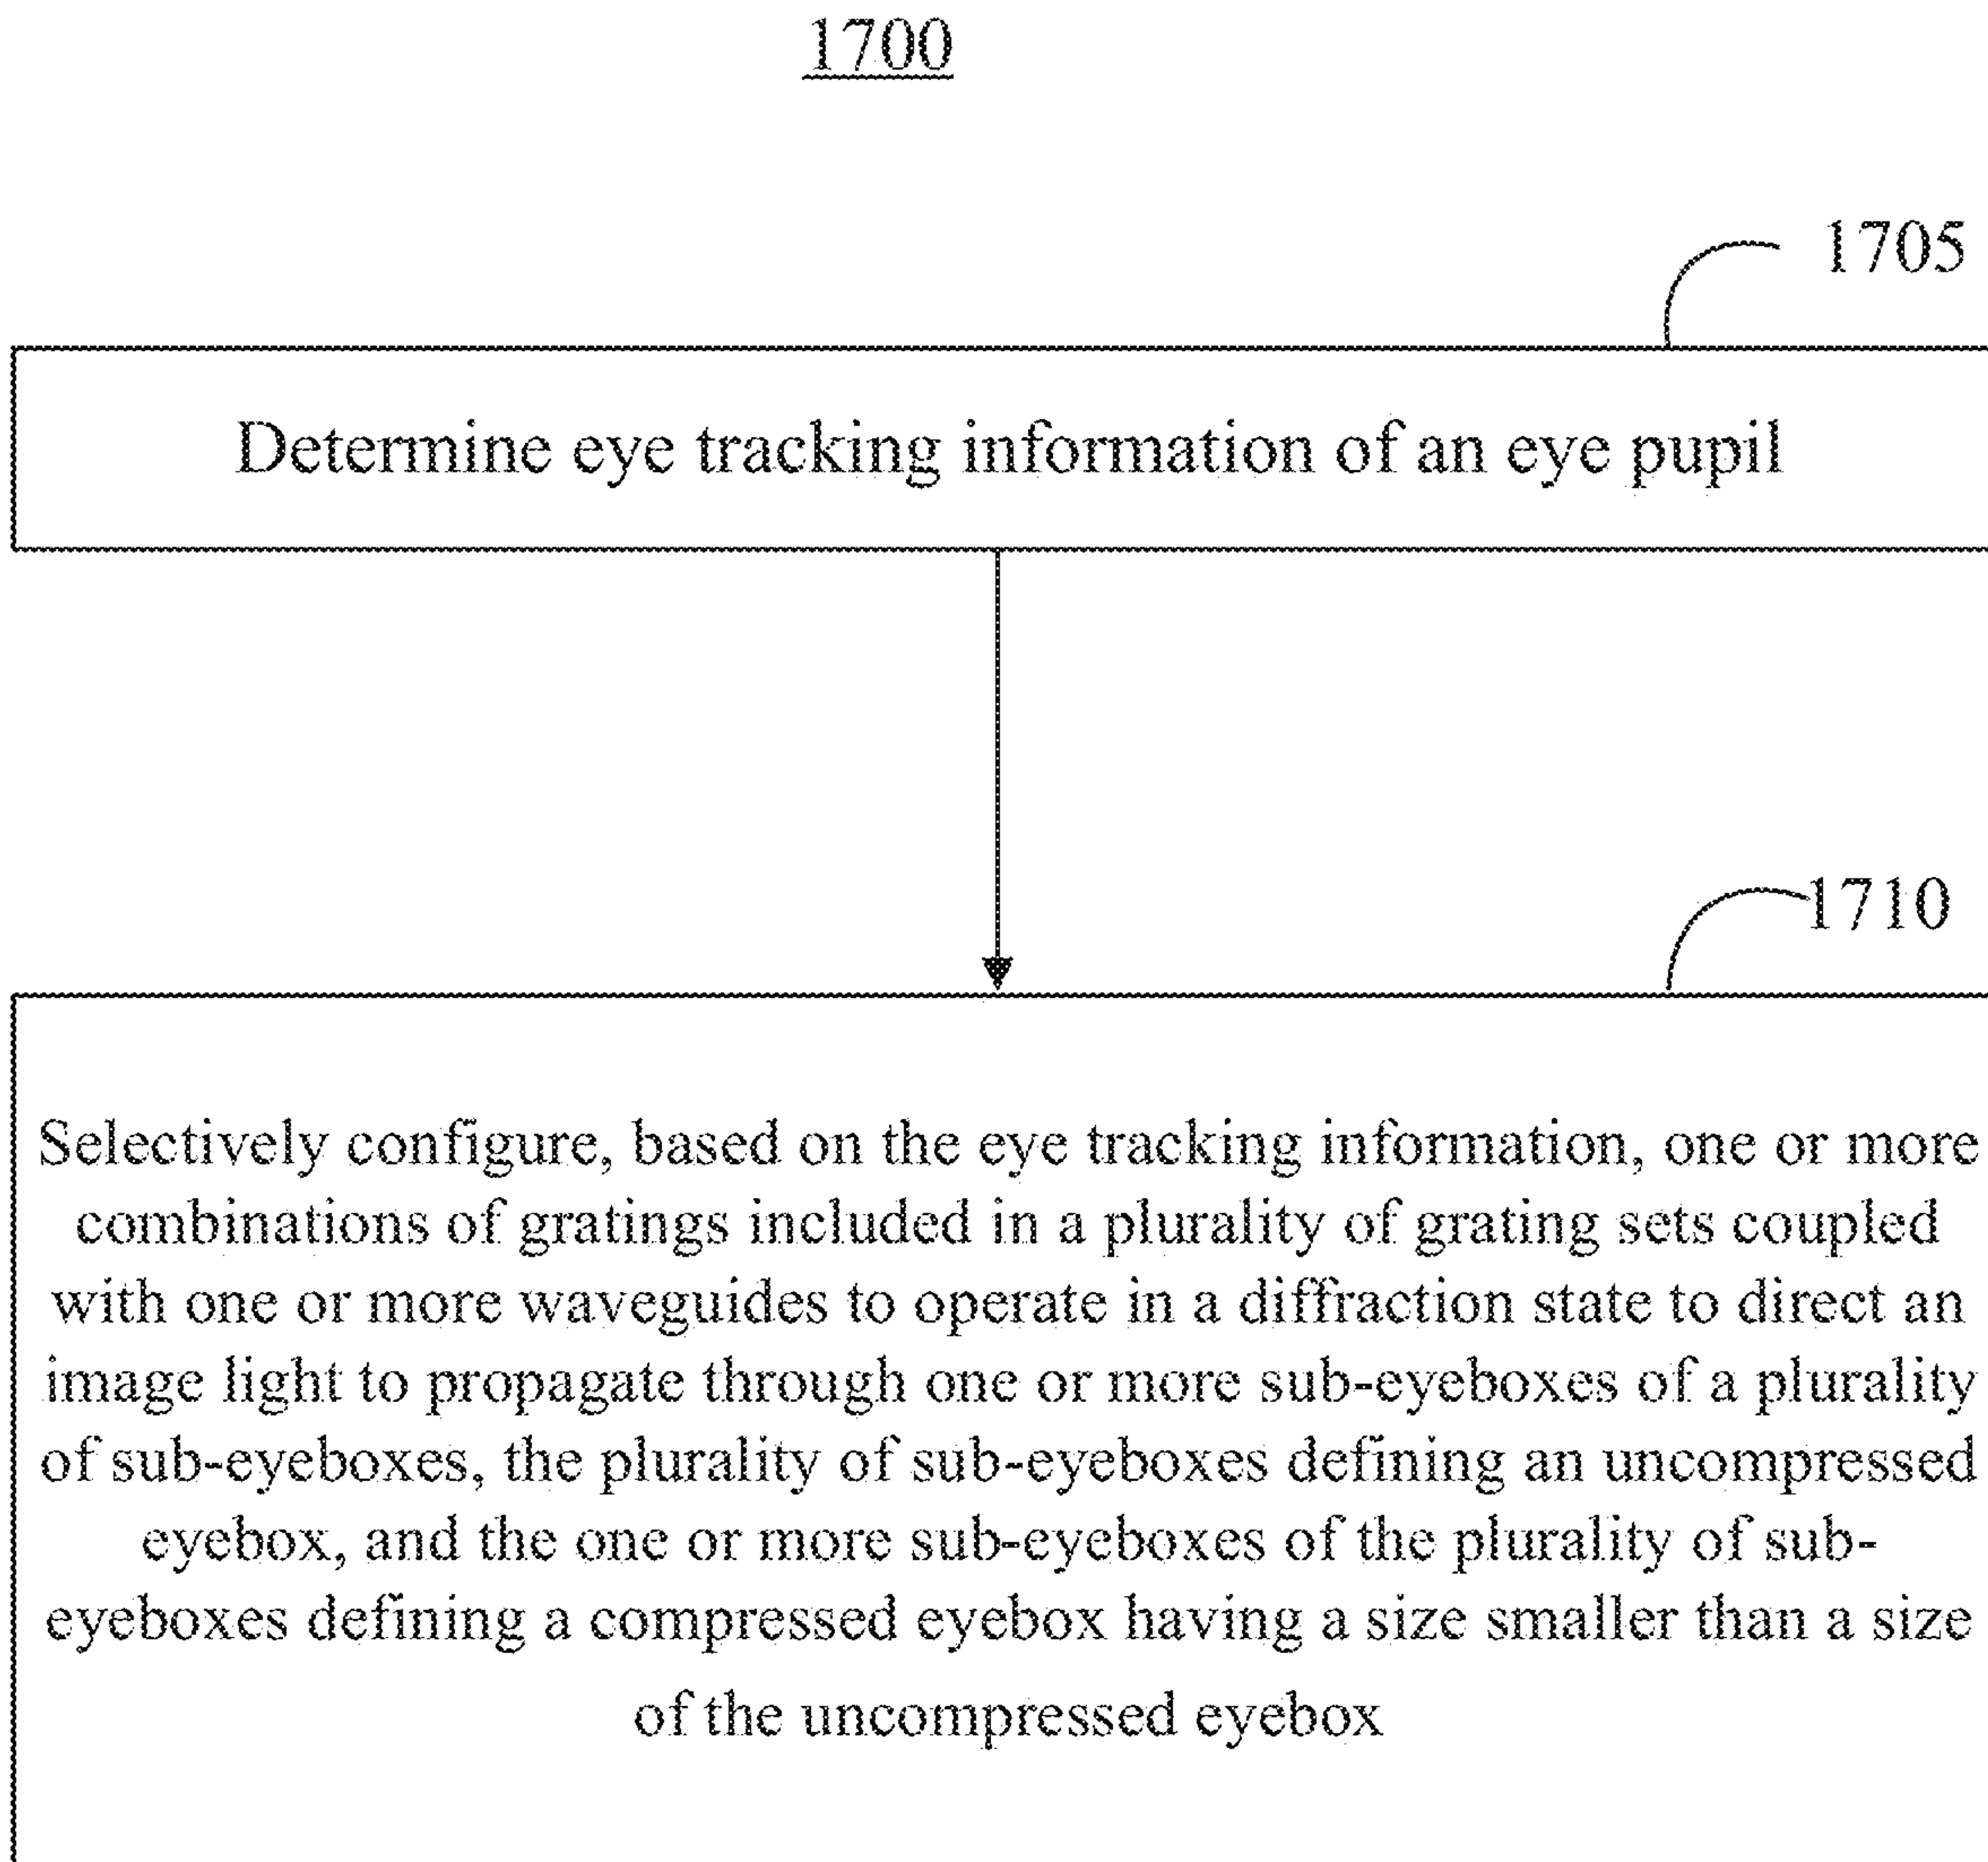 1700
1705
Determine eye tracking information of an eye pupil
1710
Selectively configure, based on the eye tracking information, one or more
combinations of gratings included in a plurality of grating sets coupled
with one or more waveguides to operate in a diffraction state to direct an
image light to propagate through one or more sub-eyeboxes of a plurality
of sub-eyeboxes, the plurality of sub-eyeboxes defining an uncompressed
eyebox, and the one or more sub-eyeboxes of the plurality of sub-
eyeboxes defining a compressed eyebox having a size smaller than a size
of the uncompressed eyebox